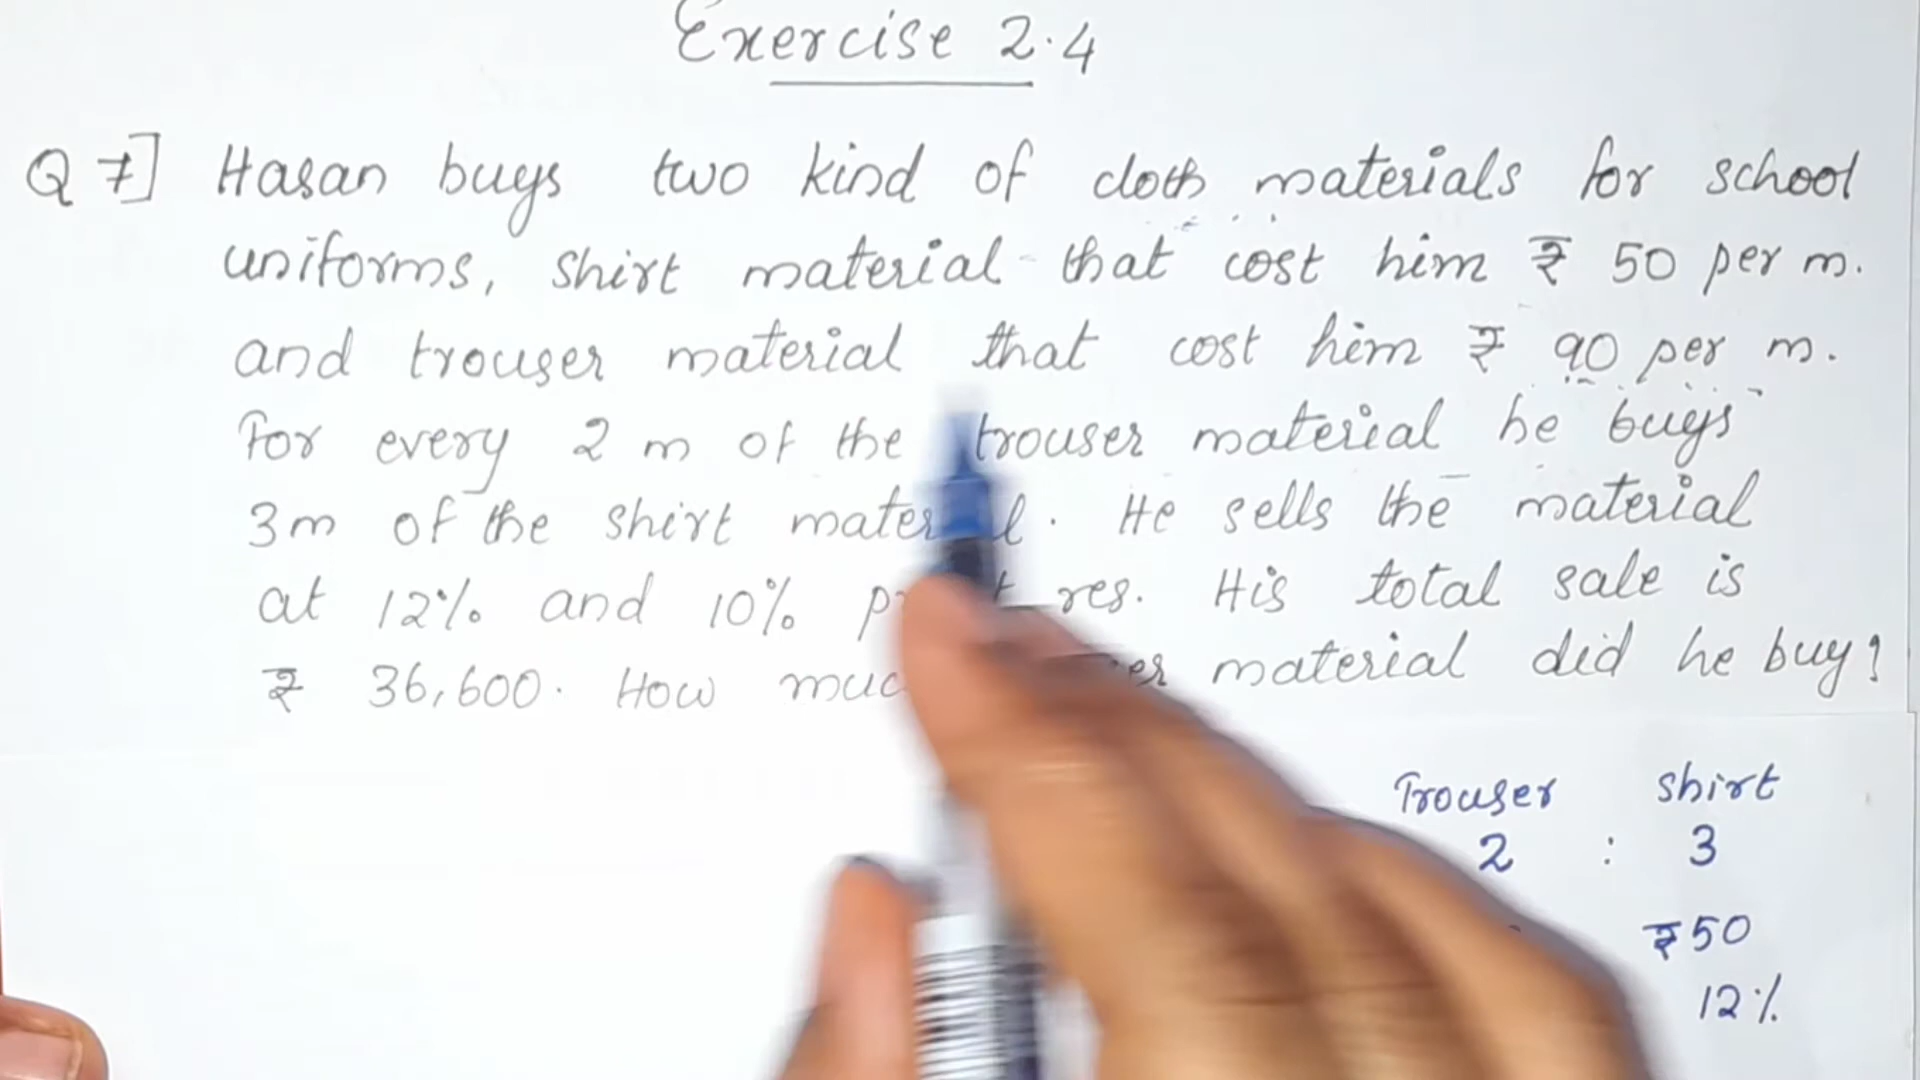 Exercise 2.4
Q 7] Hasan buys two kind of cloth materials for school
uniforms, shirt material that cost him ₹ 50 per m.
and trouser material that cost him ₹ 90 per m.
For every 2 m of the trouser material he buys
3m of the shirt material. He sells the material
at 12% and 10% res. His total sale is
₹ 36,600. How material did he buy?
Trouser shirt
2 : 3
₹50
12%